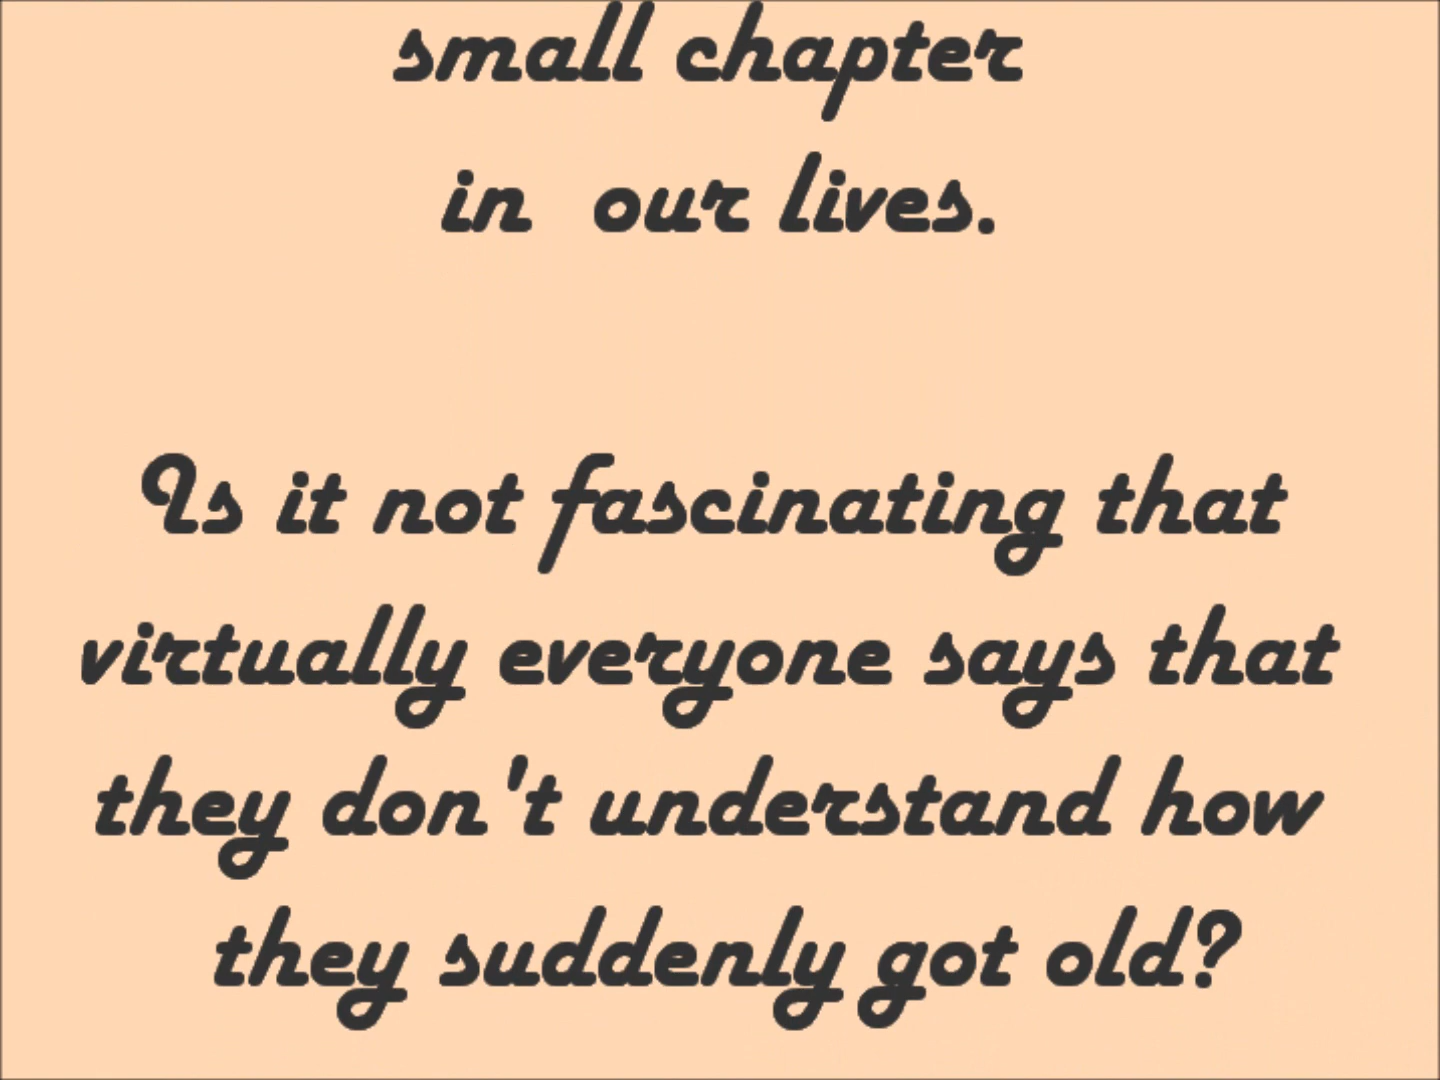 small chapter
in our lives.
Is it not fascinating that
virtually everyone says that
they don't understand how
they suddenly got old?